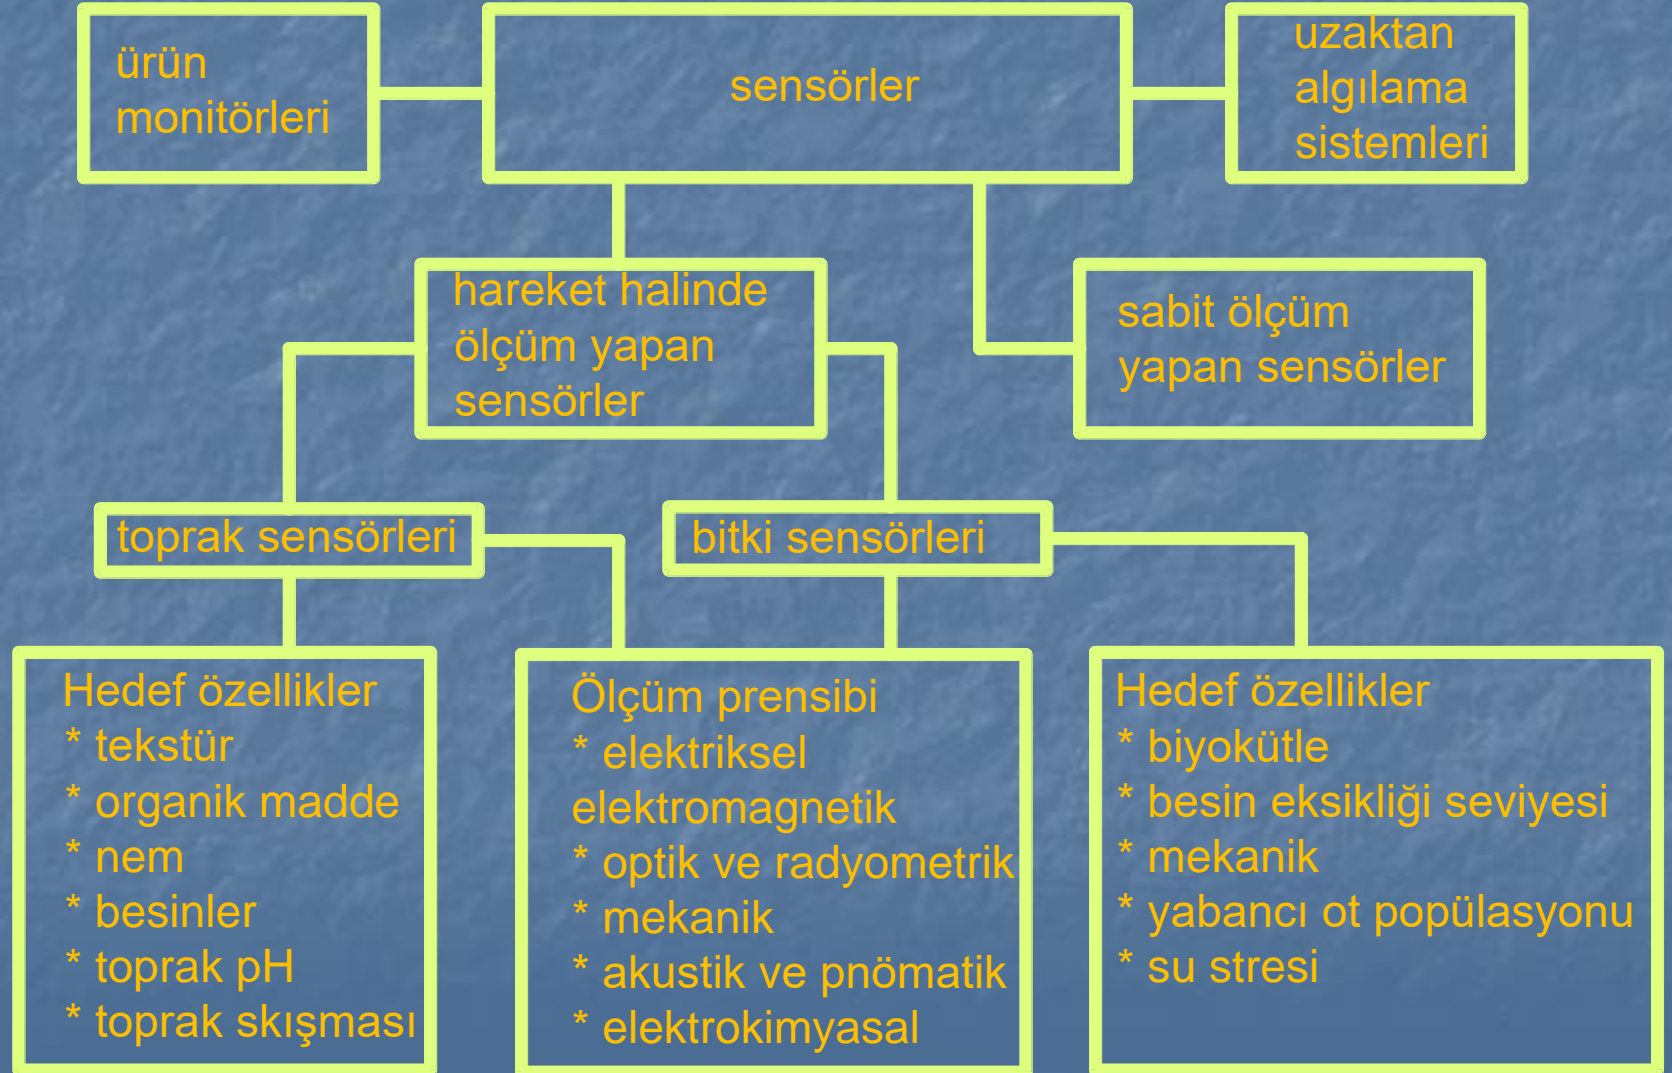 ürün
monitörleri
sensörler
uzaktan
algılama
sistemleri
hareket halinde
ölçüm yapan
sensörler
sabit ölçüm
yapan sensörler
toprak sensörleri
bitki sensörleri
Hedef özellikler
* tekstür
* organik madde
* nem
* besinler
* toprak pH
* toprak skışması
Ölçüm prensibi
* elektriksel
elektromagnetik
* optik ve radyometrik
* mekanik
* akustik ve pnömatik
* elektrokimyasal
Hedef özellikler
* biyokütle
* besin eksikliği seviyesi
* mekanik
* yabancı ot popülasyonu
* su stresi